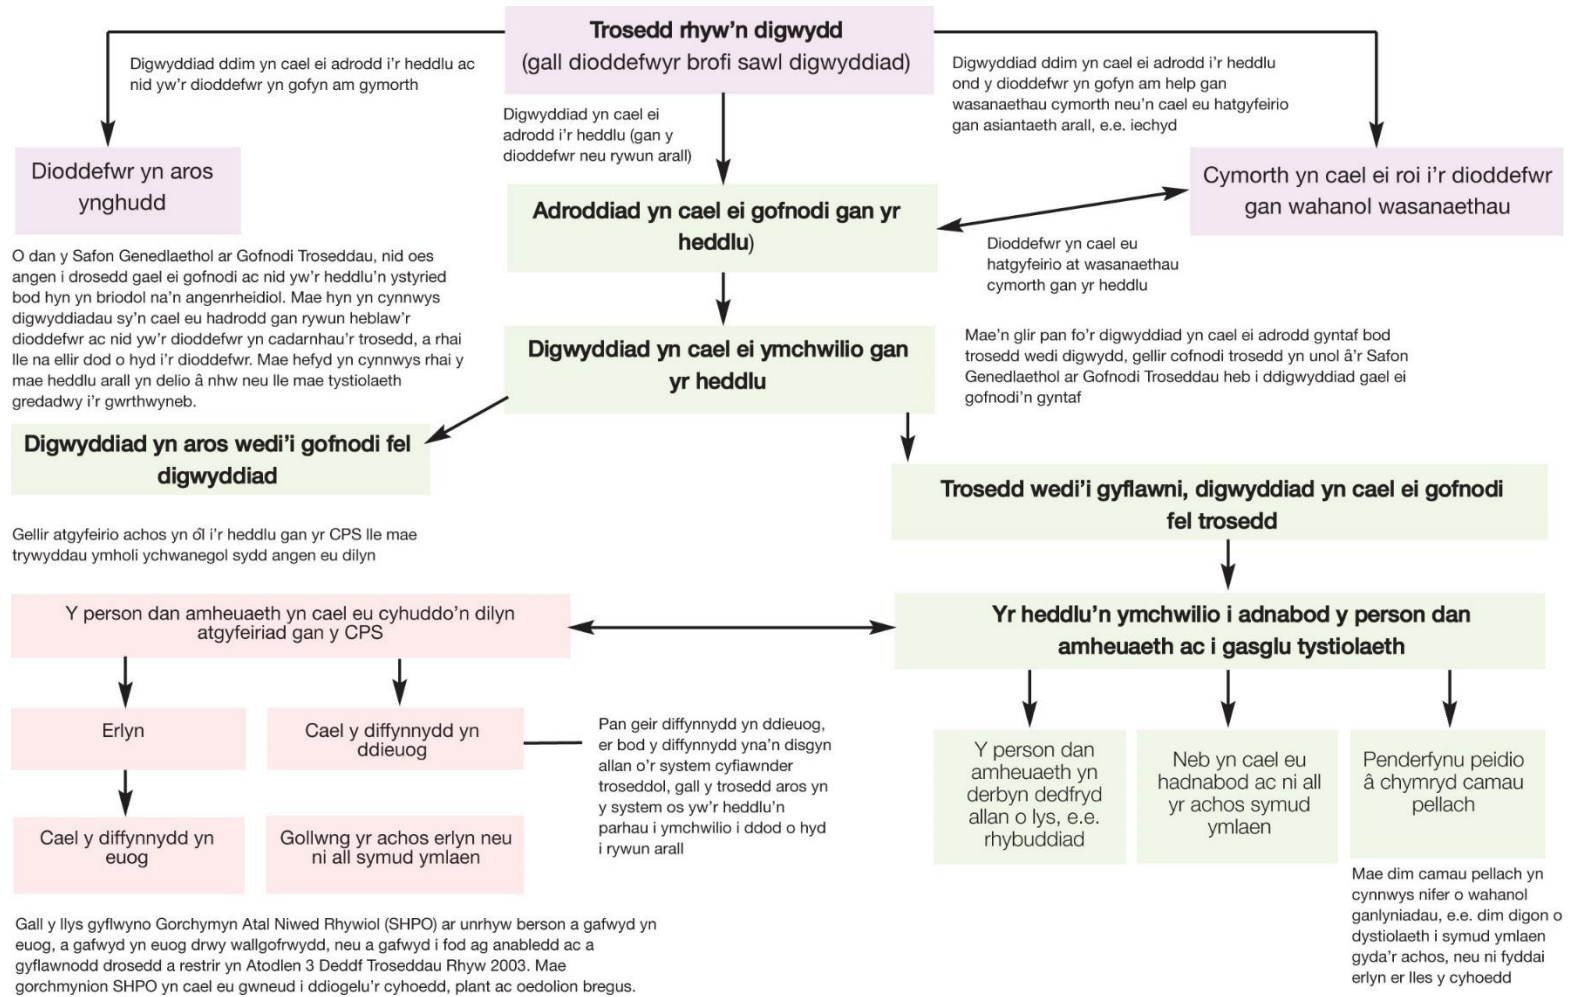 Trosedd rhyw'n digwydd
(gall dioddefwyr brofi sawl digwyddiad)
Digwyddiad ddim yn cael ei adrodd i'r heddlu ac
nid yw'r dioddefwr yn gofyn am gymorth
Digwyddiad yn cael ei
adrodd i'r heddlu (gan y
dioddefwr neu rywun arall)
Digwyddiad ddim yn cael ei adrodd i'r heddlu
ond y dioddefwr yn gofyn am help gan
wasanaethau cymorth neu'n cael eu hatgyfeirio
gan asiantaeth arall, e.e. iechyd
Dioddefwr yn aros
ynghudd
Cymorth yn cael ei roi i'r dioddefwr
gan wahanol wasanaethau
Adroddiad yn cael ei gofnodi gan yr
heddlu)
Dioddefwr yn cael eu
hatgyfeirio at wasanaethau
cymorth gan yr heddlu
O dan y Safon Genedlaethol ar Gofnodi Troseddau, nid oes
angen i drosedd gael ei gofnodi ac nid yw'r heddlu'n ystyried
bod hyn yn briodol na'n angenrheidiol. Mae hyn yn cynnwys
digwyddiadau sy'n cael eu hadrodd gan rywun heblaw'r
dioddefwr ac nid yw'r dioddefwr yn cadarnhau'r trosedd, a rhai
lle na ellir dod o hyd i'r dioddefwr. Mae hefyd yn cynnwys rhai y
mae heddlu arall yn delio â nhw neu lle mae tystiolaeth
gredadwy i'r gwrthwyneb.
Digwyddiad yn cael ei ymchwilio gan
yr heddlu
Mae'n glir pan fo'r digwyddiad yn cael ei adrodd gyntaf bod
trosedd wedi digwydd, gellir cofnodi trosedd yn unol â'r Safon
Genedlaethol ar Gofnodi Troseddau heb i ddigwyddiad gael ei
gofnodi'n gyntaf
Digwyddiad yn aros wedi'i gofnodi fel
digwyddiad
Trosedd wedi'i gyflawni, digwyddiad yn cael ei gofnodi
fel trosedd
Gellir atgyfeirio achos yn ôl i'r heddlu gan yr CPS lle mae
trywyddau ymholi ychwanegol sydd angen eu dilyn
Y person dan amheuaeth yn cael eu cyhuddo'n dilyn
atgyfeiriad gan y CPS
Yr heddlu'n ymchwilio i adnabod y person dan
amheuaeth ac i gasglu tystiolaeth
Erlyn
Cael y diffynnydd yn
ddieuog
Pan geir diffynnydd yn ddieuog,
er bod y diffynnydd yna'n disgyn
allan o'r system cyfiawnder
troseddol, gall y trosedd aros yn
y system os yw'r heddlu'n
parhau i ymchwilio i ddod o hyd
i rywun arall
Y person dan
amheuaeth yn
derbyn dedfryd
allan o lys, e.e.
rhybuddiad
Neb yn cael eu
hadnabod ac ni all
yr achos symud
ymlaen
Penderfynu peidio
â chymryd camau
pellach
Cael y diffynnydd yn
euog
Gollwng yr achos erlyn neu
ni all symud ymlaen
Mae dim camau pellach yn
cynnwys nifer o wahanol
ganlyniadau, e.e. dim digon o
dystiolaeth i symud ymlaen
gyda'r achos, neu ni fyddai
erlyn er lles y cyhoedd
Gall y llys gyflwyno Gorchymyn Atal Niwed Rhywiol (SHPO) ar unrhyw berson a gafwyd yn
euog, a gafwyd yn euog drwy wallgofrwydd, neu a gafwyd i fod ag anabledd ac a
gyflawnodd drosedd a restrir yn Atodlen 3 Deddf Troseddau Rhyw 2003. Mae
gorchmynion SHPO yn cael eu gwneud i ddiogelu'r cyhoedd, plant ac oedolion bregus.